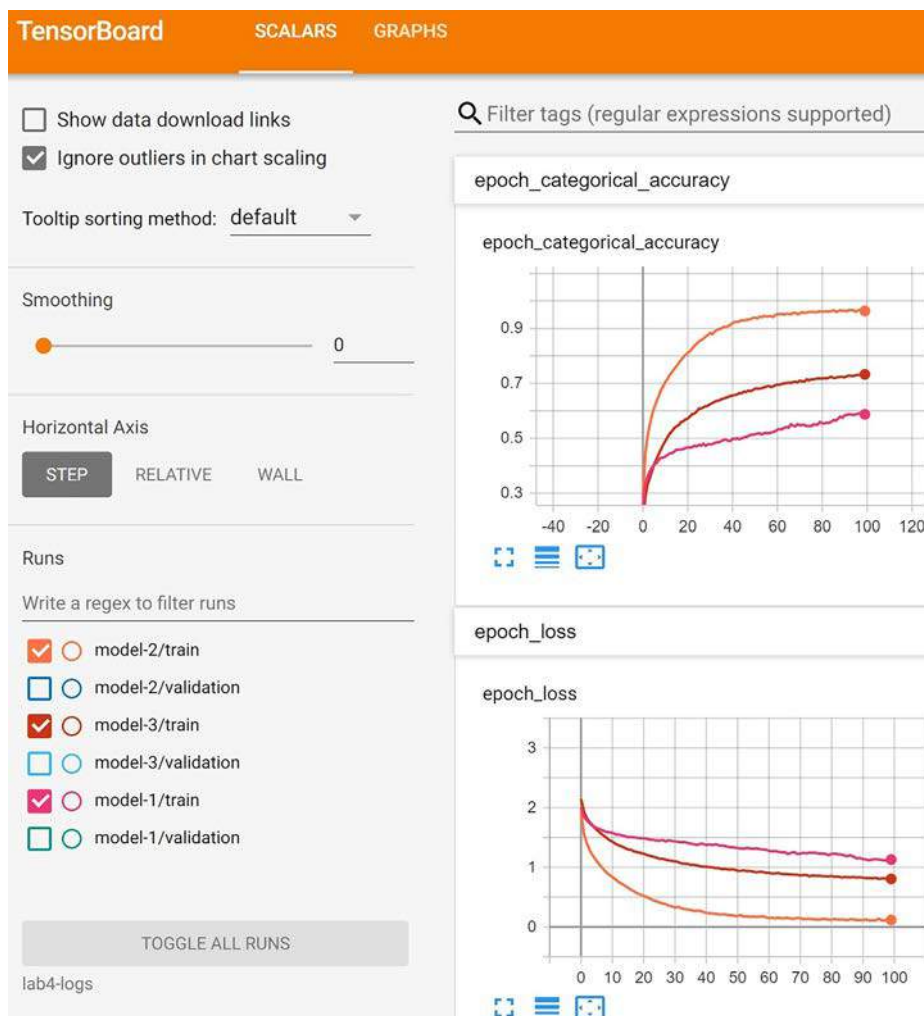 TensorBoard SCALARS GRAPHS
Show data download links
Ignore outliers in chart scaling
Tooltip sorting method: default
Smoothing
0
Horizontal Axis
STEP RELATIVE WALL
Runs
Write a regex to filter runs
model-2/train
model-2/validation
model-3/train
model-3/validation
model-1/train
model-1/validation
TOGGLE ALL RUNS
lab4-logs
Filter tags (regular expressions supported)
epoch_categorical_accuracy
epoch_categorical_accuracy
0.9
0.7
0.5
0.3
-40 -20 0 20 40 60 80 100 120
epoch_loss
epoch_loss
3
2
1
0
0 10 20 30 40 50 60 70 80 90 100